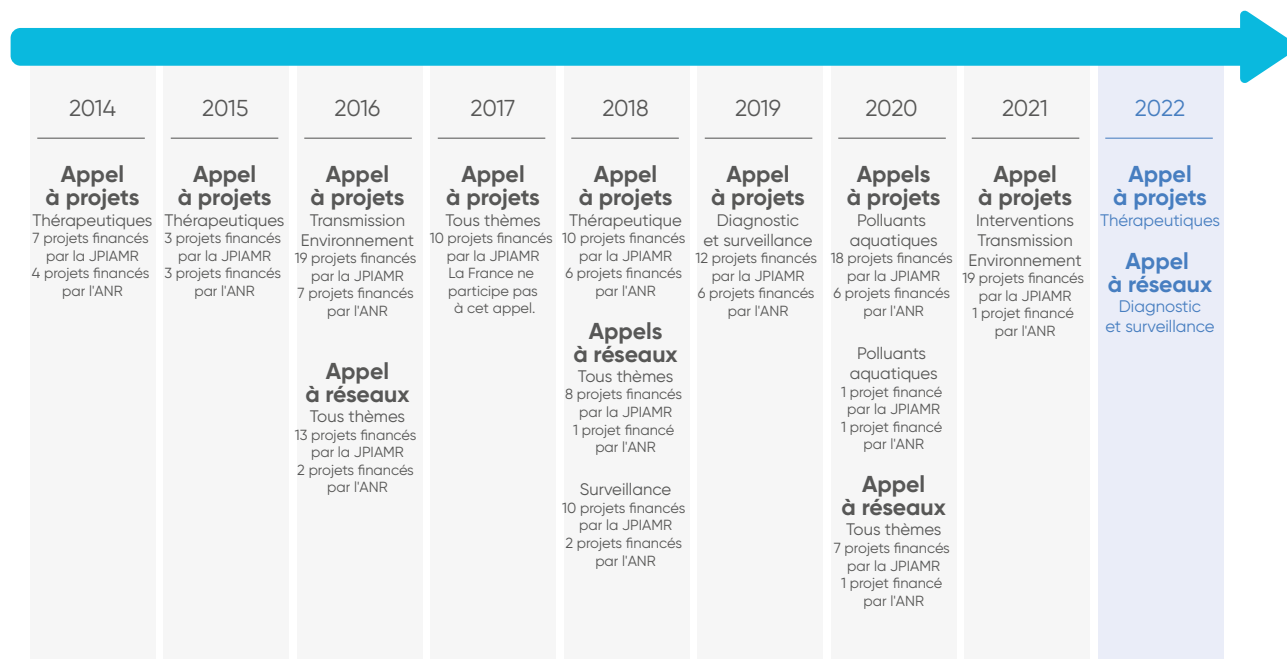 2014
Appel
à projets
Thérapeutiques
7 projets financés
par la JPIAMR
4 projets financés
par l'ANR
2015
Appel
à projets
Thérapeutiques
3 projets financés
par la JPIAMR
3 projets financés
par l'ANR
2016
Appel
à projets
Transmission
Environnement
19 projets financés
par la JPIAMR
7 projets financés
par l'ANR
Appel
à réseaux
Tous thèmes
13 projets financés
par la JPIAMR
2 projets financés
par l'ANR
2017
Appel
à projets
Tous thèmes
10 projets financés
par la JPIAMR
La France ne
participe pas
à cet appel.
2018
Appel
à projets
Thérapeutique
10 projets financés
par la JPIAMR
6 projets financés
par l'ANR
Appels
à réseaux
Tous thèmes
8 projets financés
par la JPIAMR
1 projet financé
par l'ANR
Surveillance
10 projets financés
par la JPIAMR
2 projets financés
par l'ANR
2019
Appel
à projets
Diagnostic
et surveillance
12 projets financés
par la JPIAMR
6 projets financés
par l'ANR
2020
Appels
à projets
Polluants
aquatiques
18 projets financés
par la JPIAMR
6 projets financés
par l'ANR
Polluants
aquatiques
1 projet financé
par la JPIAMR
1 projet financé
par l'ANR
Appel
à réseaux
Tous thèmes
7 projets financés
par la JPIAMR
1 projet financé
par l'ANR
2021
Appel
à projets
Interventions
Transmission
Environnement
19 projets financés
par la JPIAMR
1 projet financé
par l'ANR
2022
Appel
à projets
Thérapeutiques
Appel
à réseaux
Diagnostic
et surveillance